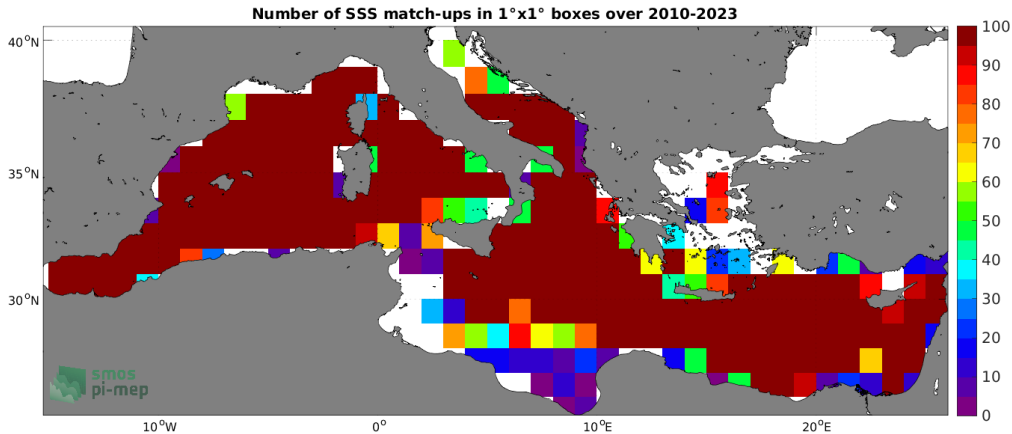 Number of SSS match-ups in 1°x1° boxes over 2010-2023
40°N
35°N
30°N
10°W
0°
10°E
20°E
100
90
80
70
60
50
40
30
20
10
0
smos
pi-mep